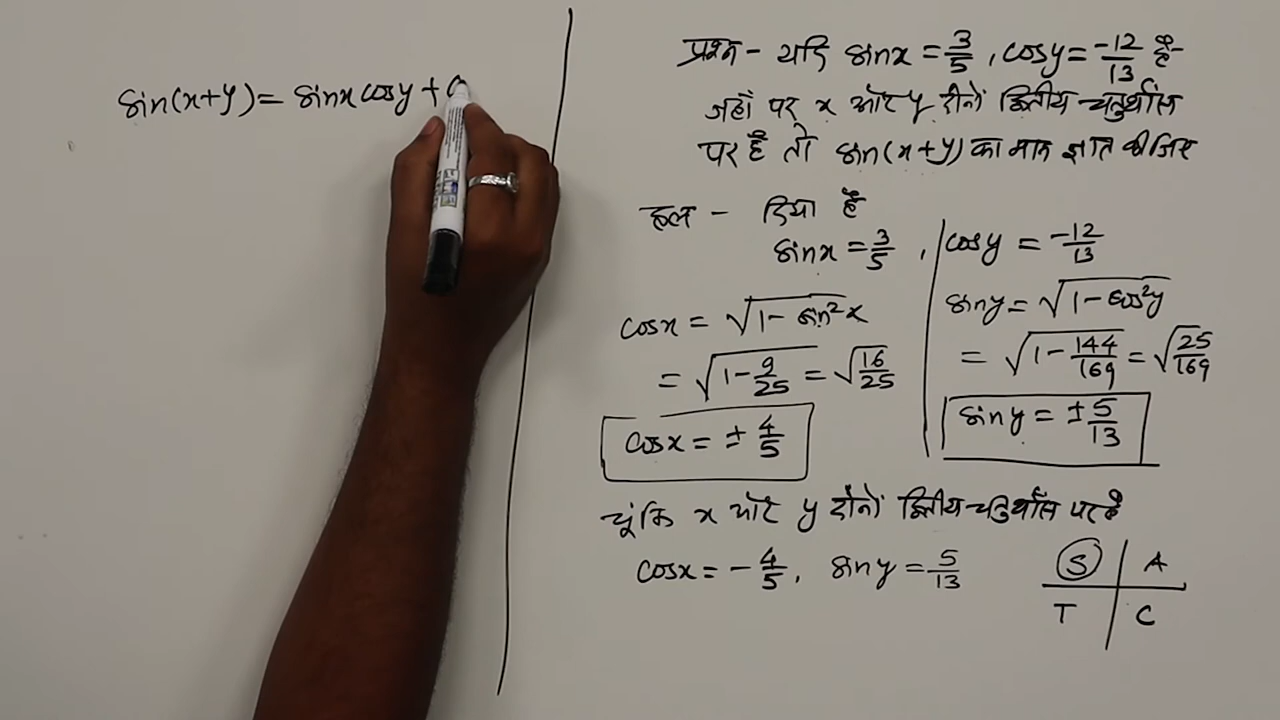 sin(x+y) = sinx cosy + c
प्रश्न - यदि sinx = 3/5, cosy = -12/13 है
जहाँ पर x और y दोनों द्वितीय चतुर्थांस
पर हैं तो sin(x+y) का मान ज्ञात कीजिए
हल - दिया है
sinx = 3/5, cosy = -12/13
cosx = √1-sin²x
= √1-9/25 = √16/25
cosx = ± 4/5
siny = √1-cos²y
= √1-144/169 = √25/169
siny = ± 5/13
चूंकि x और y दोनों द्वितीय चतुर्थांस पर है
cosx = -4/5, siny = 5/13
S A
T C